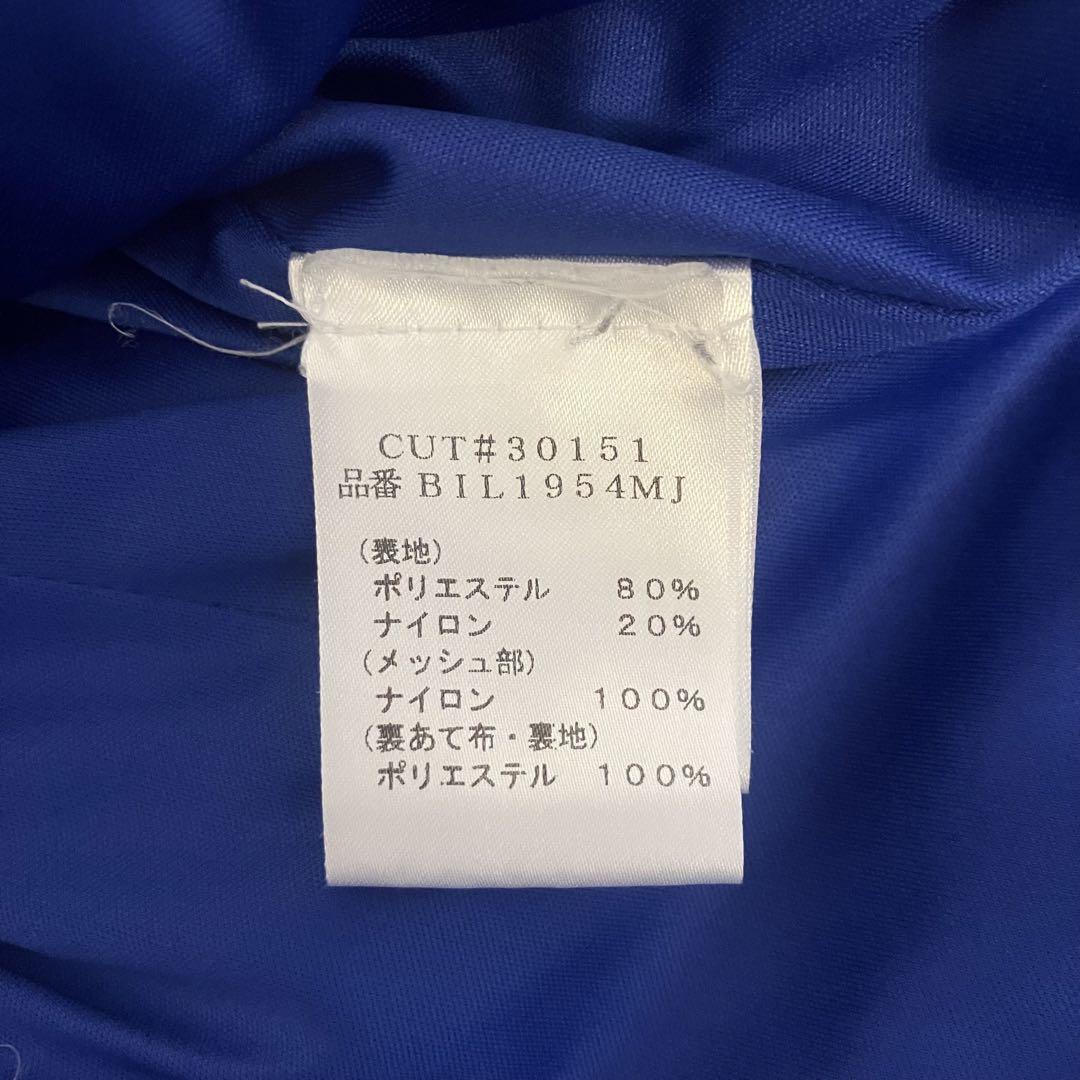 CUT#30151
品番 BIL1954MJ
(表地)
ポリエステル 80%
ナイロン 20%
(メッシュ部)
ナイロン 100%
(裏あて布・裏地)
ポリエステル 100%